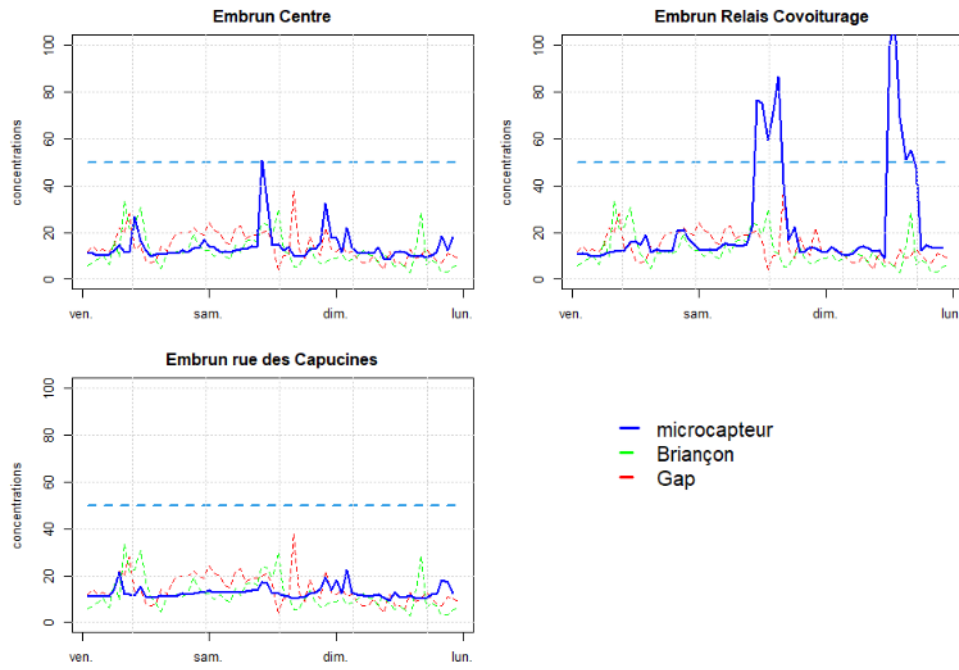 Embrun Centre
concentrations
100
80
60
40
20
0
ven.
sam.
dim.
lun.
Embrun Relais Covoiturage
concentrations
100
80
60
40
20
0
ven.
sam.
dim.
lun.
Embrun rue des Capucines
concentrations
100
80
60
40
20
0
ven.
sam.
dim.
lun.
microcapteur
Briançon
Gap